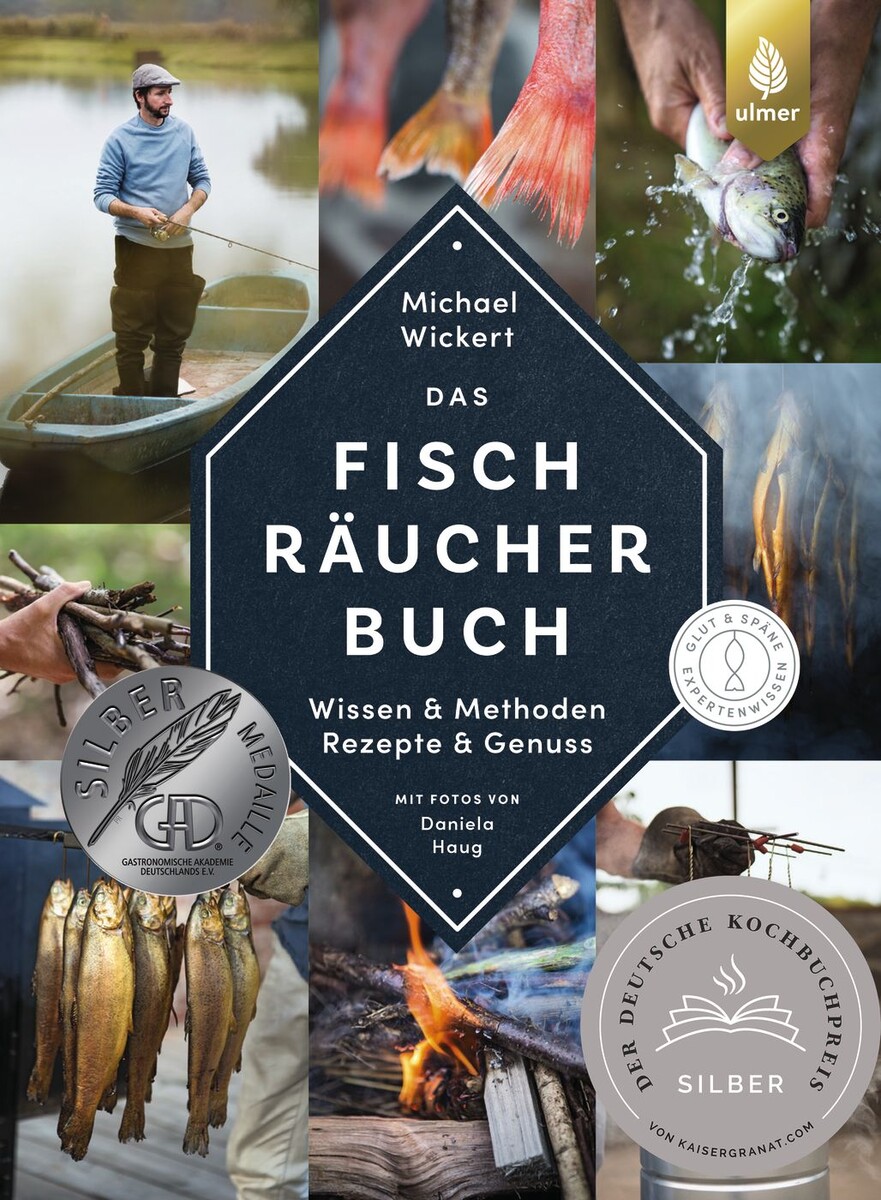 ulmer
Michael
Wickert
DAS
FISCH
RÄUCHER
BUCH
Wissen & Methoden
Rezepte & Genuss
MIT FOTOS VON
Daniela
Haug
GLUT & SPÄNE
EXPERTENWISSEN
SILBER
MEDAILLE
GAD®
GASTRONOMISCHE AKADEMIE
DEUTSCHLANDS E.V.
DER DEUTSCHE KOCHBUCHPREIS
SILBER
VON KAISERGRANAT.COM